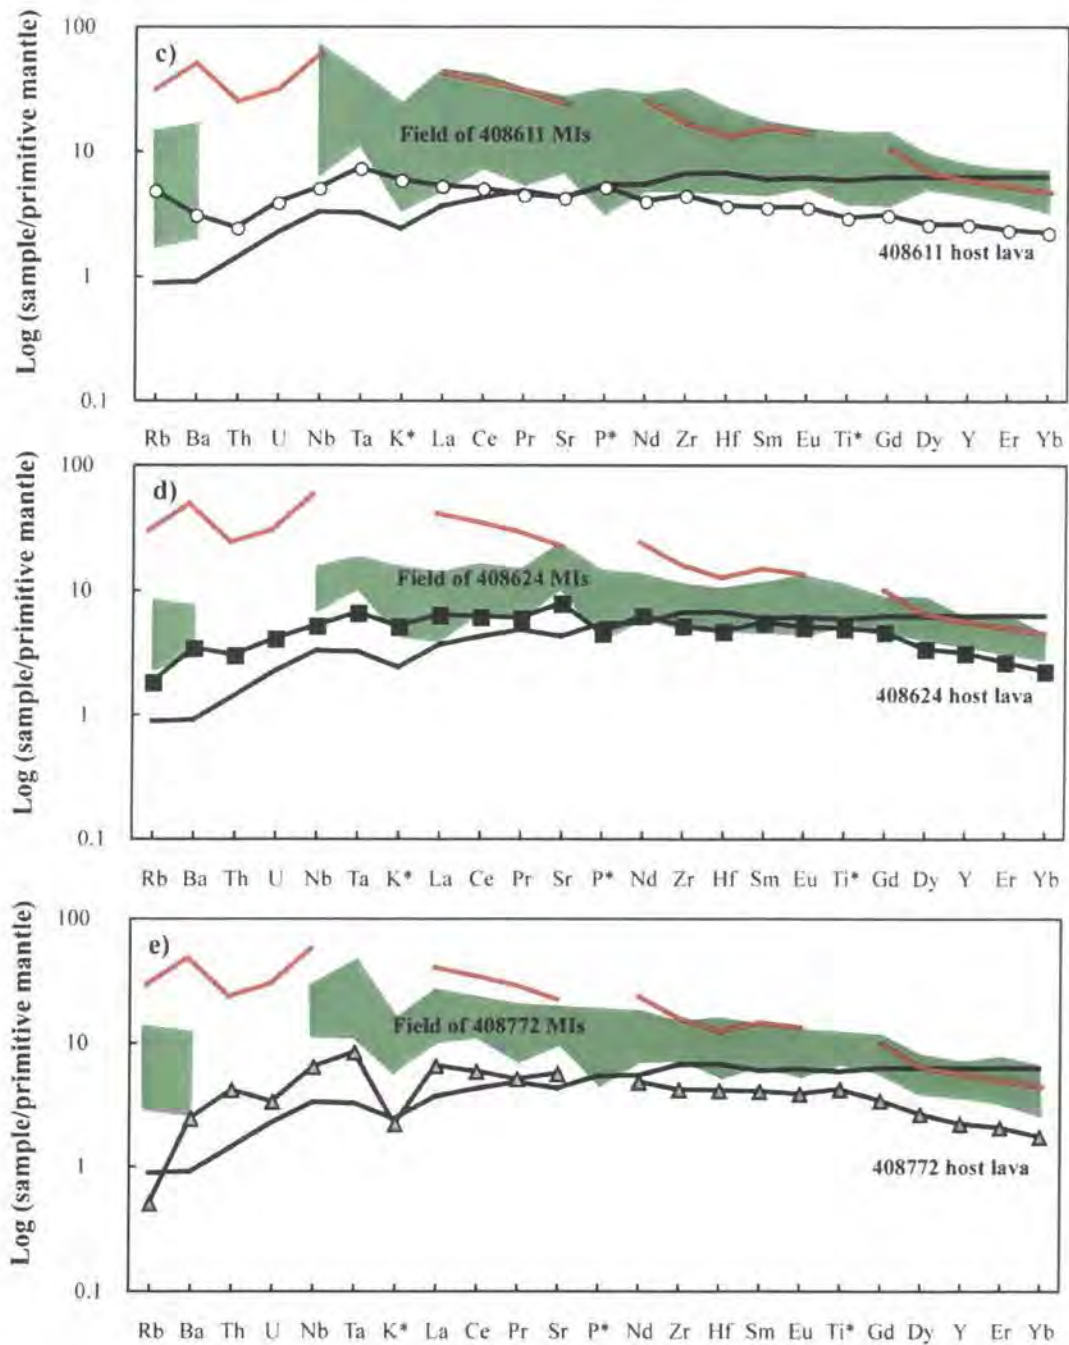 Log (sample/primitive mantle)
100
10
1
0.1
c)
Field of 408611 MIs
408611 host lava
Rb Ba Th U Nb Ta K* La Ce Pr Sr P* Nd Zr Hf Sm Eu Ti* Gd Dy Y Er Yb
Log (sample/primitive mantle)
100
10
1
0.1
d)
Field of 408624 MIs
408624 host lava
Rb Ba Th U Nb Ta K* La Ce Pr Sr P* Nd Zr Hf Sm Eu Ti* Gd Dy Y Er Yb
Log (sample/primitive mantle)
100
10
1
0.1
e)
Field of 408772 MIs
408772 host lava
Rb Ba Th U Nb Ta K* La Ce Pr Sr P* Nd Zr Hf Sm Eu Ti* Gd Dy Y Er Yb